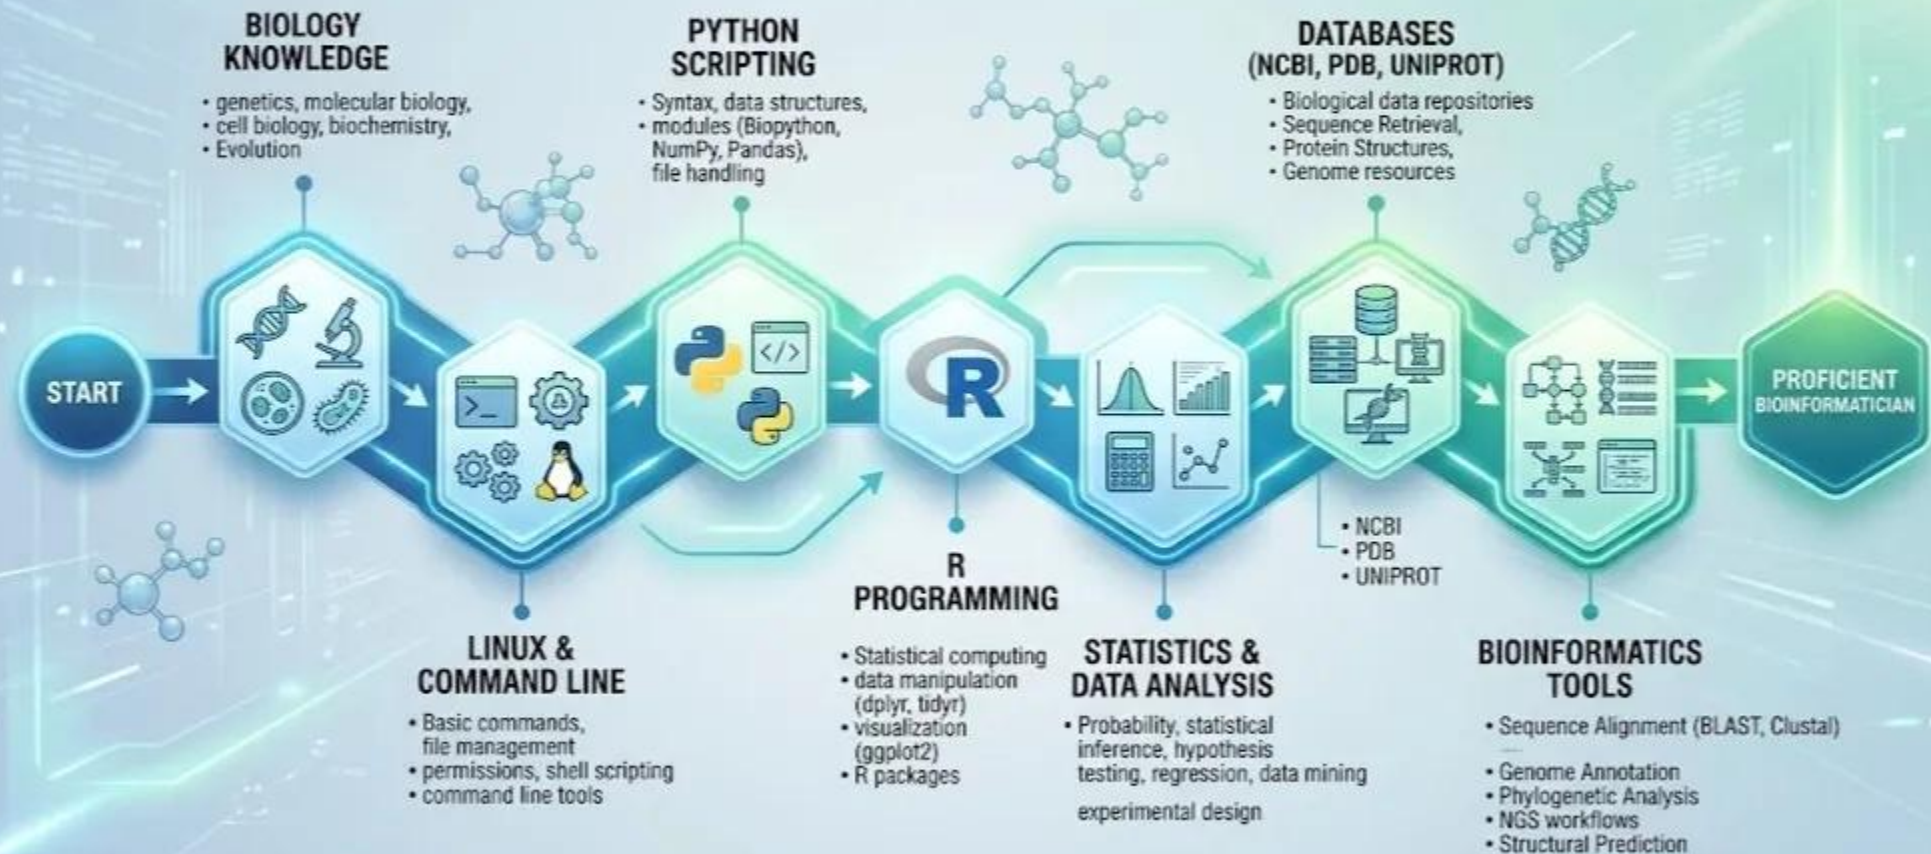 BIOLOGY
KNOWLEDGE
• genetics, molecular biology,
• cell biology, biochemistry,
• Evolution
PYTHON
SCRIPTING
• Syntax, data structures,
• modules (Biopython,
NumPy, Pandas),
file handling
DATABASES
(NCBI, PDB, UNIPROT)
• Biological data repositories
• Sequence Retrieval,
• Protein Structures,
• Genome resources
START
</>
>_
R
PROFICIENT
BIOINFORMATICIAN
• NCBI
• PDB
• UNIPROT
LINUX &
COMMAND LINE
• Basic commands,
file management
• permissions, shell scripting
• command line tools
R
PROGRAMMING
• Statistical computing
• data manipulation
(dplyr, tidyr)
• visualization
(ggplot2)
• R packages
STATISTICS &
DATA ANALYSIS
• Probability, statistical
inference, hypothesis
testing, regression, data mining
experimental design
BIOINFORMATICS
TOOLS
• Sequence Alignment (BLAST, Clustal)
• Genome Annotation
• Phylogenetic Analysis
• NGS workflows
• Structural Prediction